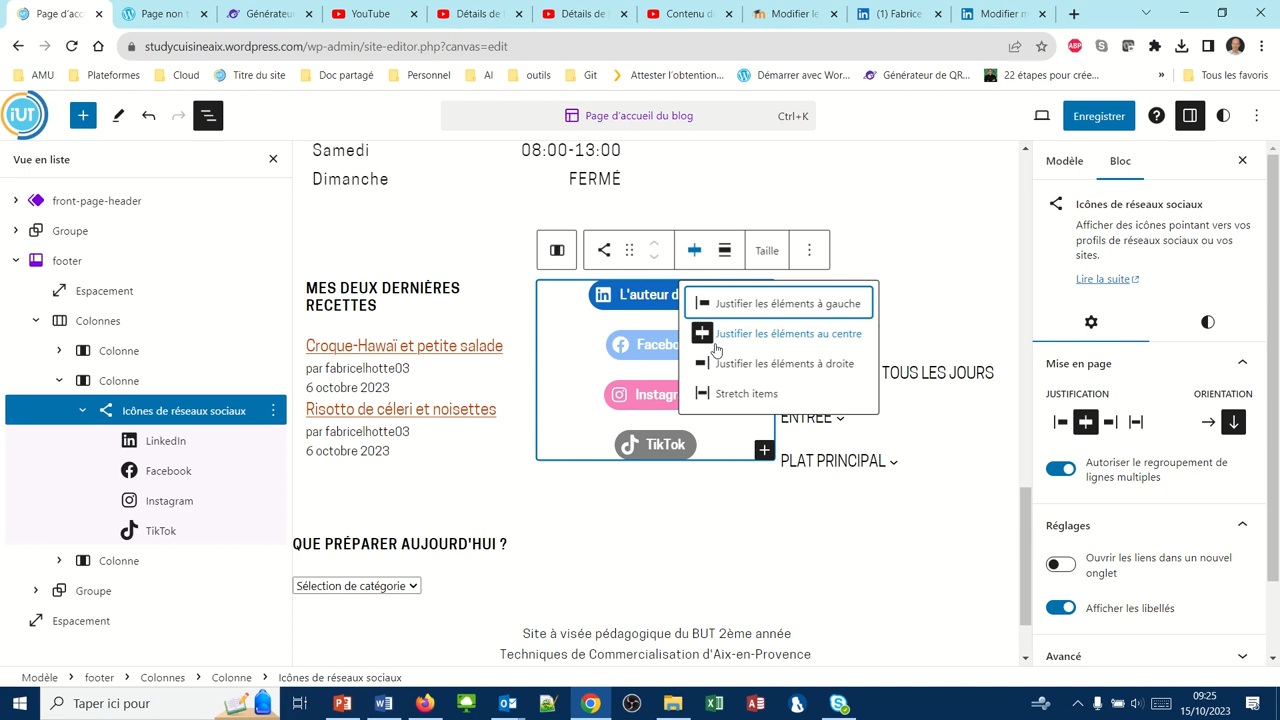 Page d'acc
Page non t
Générateur
YouTube
Détails de l
Détails de l
Contenu de
Modifier le
(1) Fabrice
Modifier m
studycuisineaix.wordpress.com/wp-admin/site-editor.php?canvas=edit
ABP
AMU
Plateformes
Cloud
Titre du site
Doc partagé
Personnel
AI
outils
Git
Attester l'obtention...
Démarrer avec Wor...
Générateur de QR...
22 étapes pour crée...
»
Tous les favoris
iUT
Page d'accueil du blog
Ctrl+K
Enregistrer
Vue en liste
front-page-header
Groupe
footer
Espacement
Colonnes
Colonne
Colonne
Icônes de réseaux sociaux
LinkedIn
Facebook
Instagram
TikTok
Colonne
Groupe
Espacement
Samedi 08:00-13:00
Dimanche FERMÉ
Taille
MES DEUX DERNIÈRES
RECETTES
Croque-Hawaï et petite salade
par fabricelhotte03
6 octobre 2023
Risotto de céleri et noisettes
par fabricelhotte03
6 octobre 2023
L'auteur d
Facebo
Instagr
TikTok
Justifier les éléments à gauche
Justifier les éléments au centre
Justifier les éléments à droite
Stretch items
TOUS LES JOURS
ENTRÉE
PLAT PRINCIPAL
QUE PRÉPARER AUJOURD'HUI ?
Sélection de catégorie
Site à visée pédagogique du BUT 2ème année
Techniques de Commercialisation d'Aix-en-Provence
Modèle
Bloc
Icônes de réseaux sociaux
Afficher des icônes pointant vers vos
profils de réseaux sociaux ou vos
sites.
Lire la suite
Mise en page
JUSTIFICATION
ORIENTATION
Autoriser le regroupement de
lignes multiples
Réglages
Ouvrir les liens dans un nouvel
onglet
Afficher les libellés
Avancé
Modèle › footer › Colonnes › Colonne › Icônes de réseaux sociaux
Taper ici pour
09:25
15/10/2023